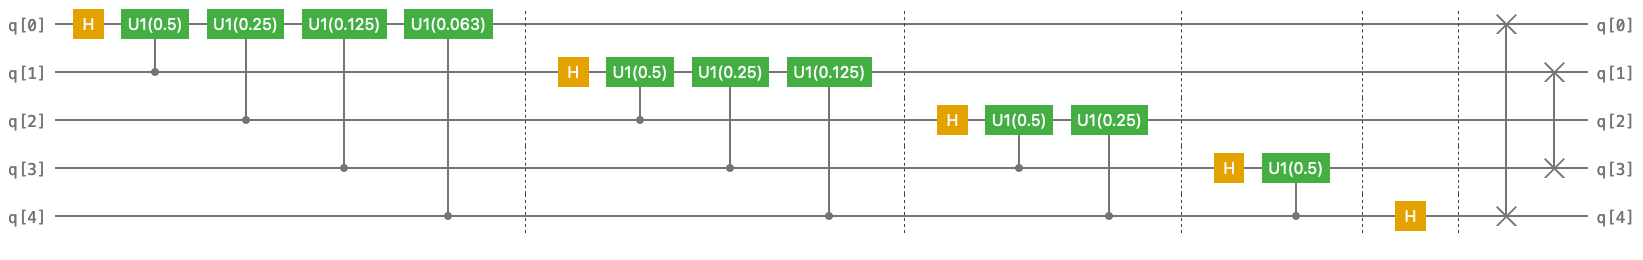 q[0] H U1(0.5) U1(0.25) U1(0.125) U1(0.063) q[0]
q[1] H U1(0.5) U1(0.25) U1(0.125) q[1]
q[2] H U1(0.5) U1(0.25) q[2]
q[3] H U1(0.5) q[3]
q[4] H q[4]